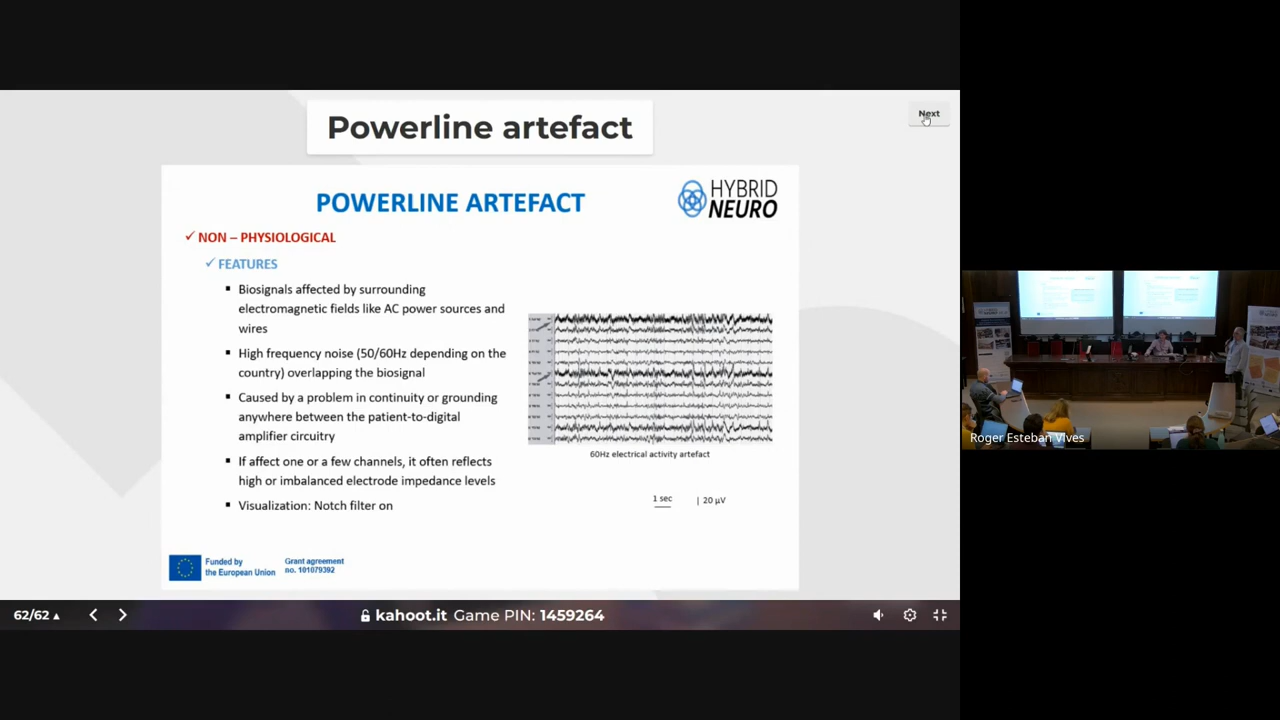 Powerline artefact
Next
POWERLINE ARTEFACT
HYBRID
NEURO
NON – PHYSIOLOGICAL
FEATURES
Biosignals affected by surrounding
electromagnetic fields like AC power sources and
wires
High frequency noise (50/60Hz depending on the
country) overlapping the biosignal
Caused by a problem in continuity or grounding
anywhere between the patient-to-digital
amplifier circuitry
If affect one or a few channels, it often reflects
high or imbalanced electrode impedance levels
Visualization: Notch filter on
60Hz electrical activity artefact
1 sec | 20 µV
Funded by
the European Union
Grant agreement
no. 101079392
62/62
kahoot.it Game PIN: 1459264
Roger Esteban Vives